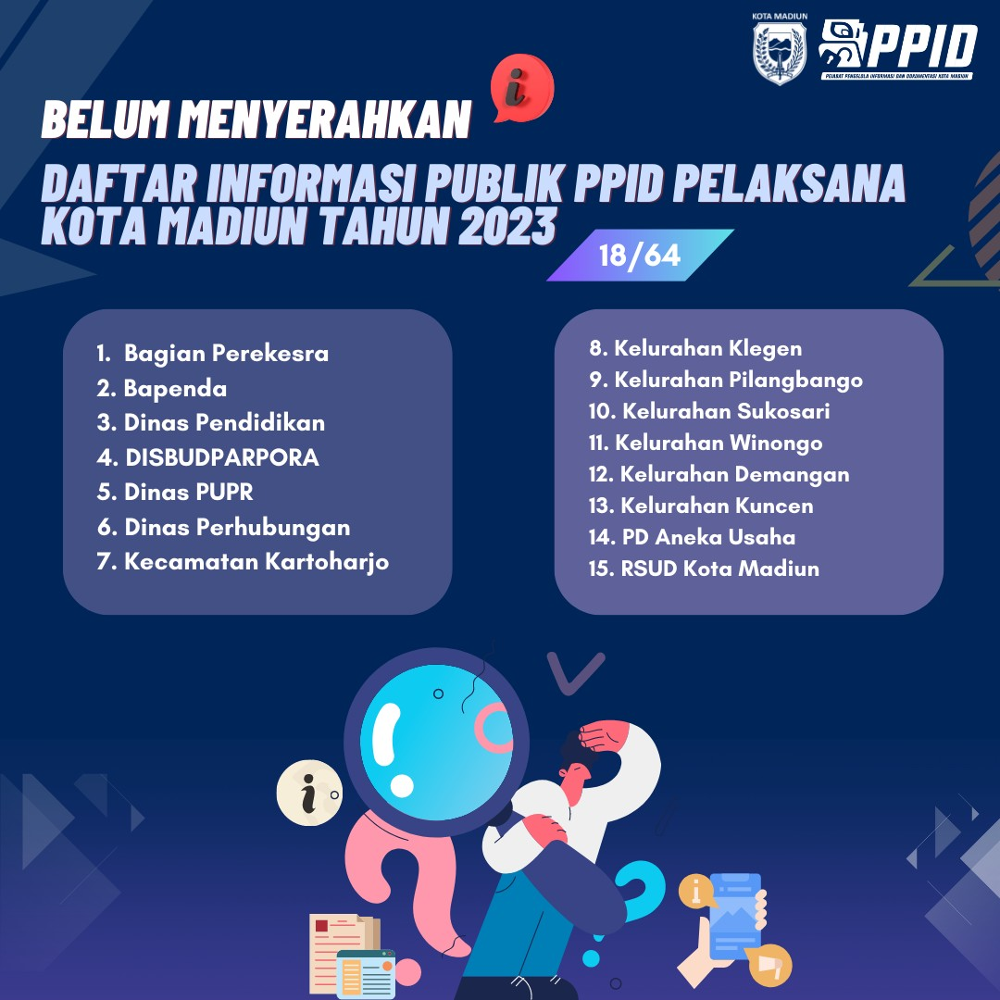 KOTA MADIUN
PPID
PEJABAT PENGELOLA INFORMASI DAN DOKUMENTASI KOTA MADIUN
BELUM MENYERAHKAN
i
DAFTAR INFORMASI PUBLIK PPID PELAKSANA
KOTA MADIUN TAHUN 2023
18/64
1. Bagian Perekesra
2. Bapenda
3. Dinas Pendidikan
4. DISBUDPARPORA
5. Dinas PUPR
6. Dinas Perhubungan
7. Kecamatan Kartoharjo
8. Kelurahan Klegen
9. Kelurahan Pilangbango
10. Kelurahan Sukosari
11. Kelurahan Winongo
12. Kelurahan Demangan
13. Kelurahan Kuncen
14. PD Aneka Usaha
15. RSUD Kota Madiun
i
i